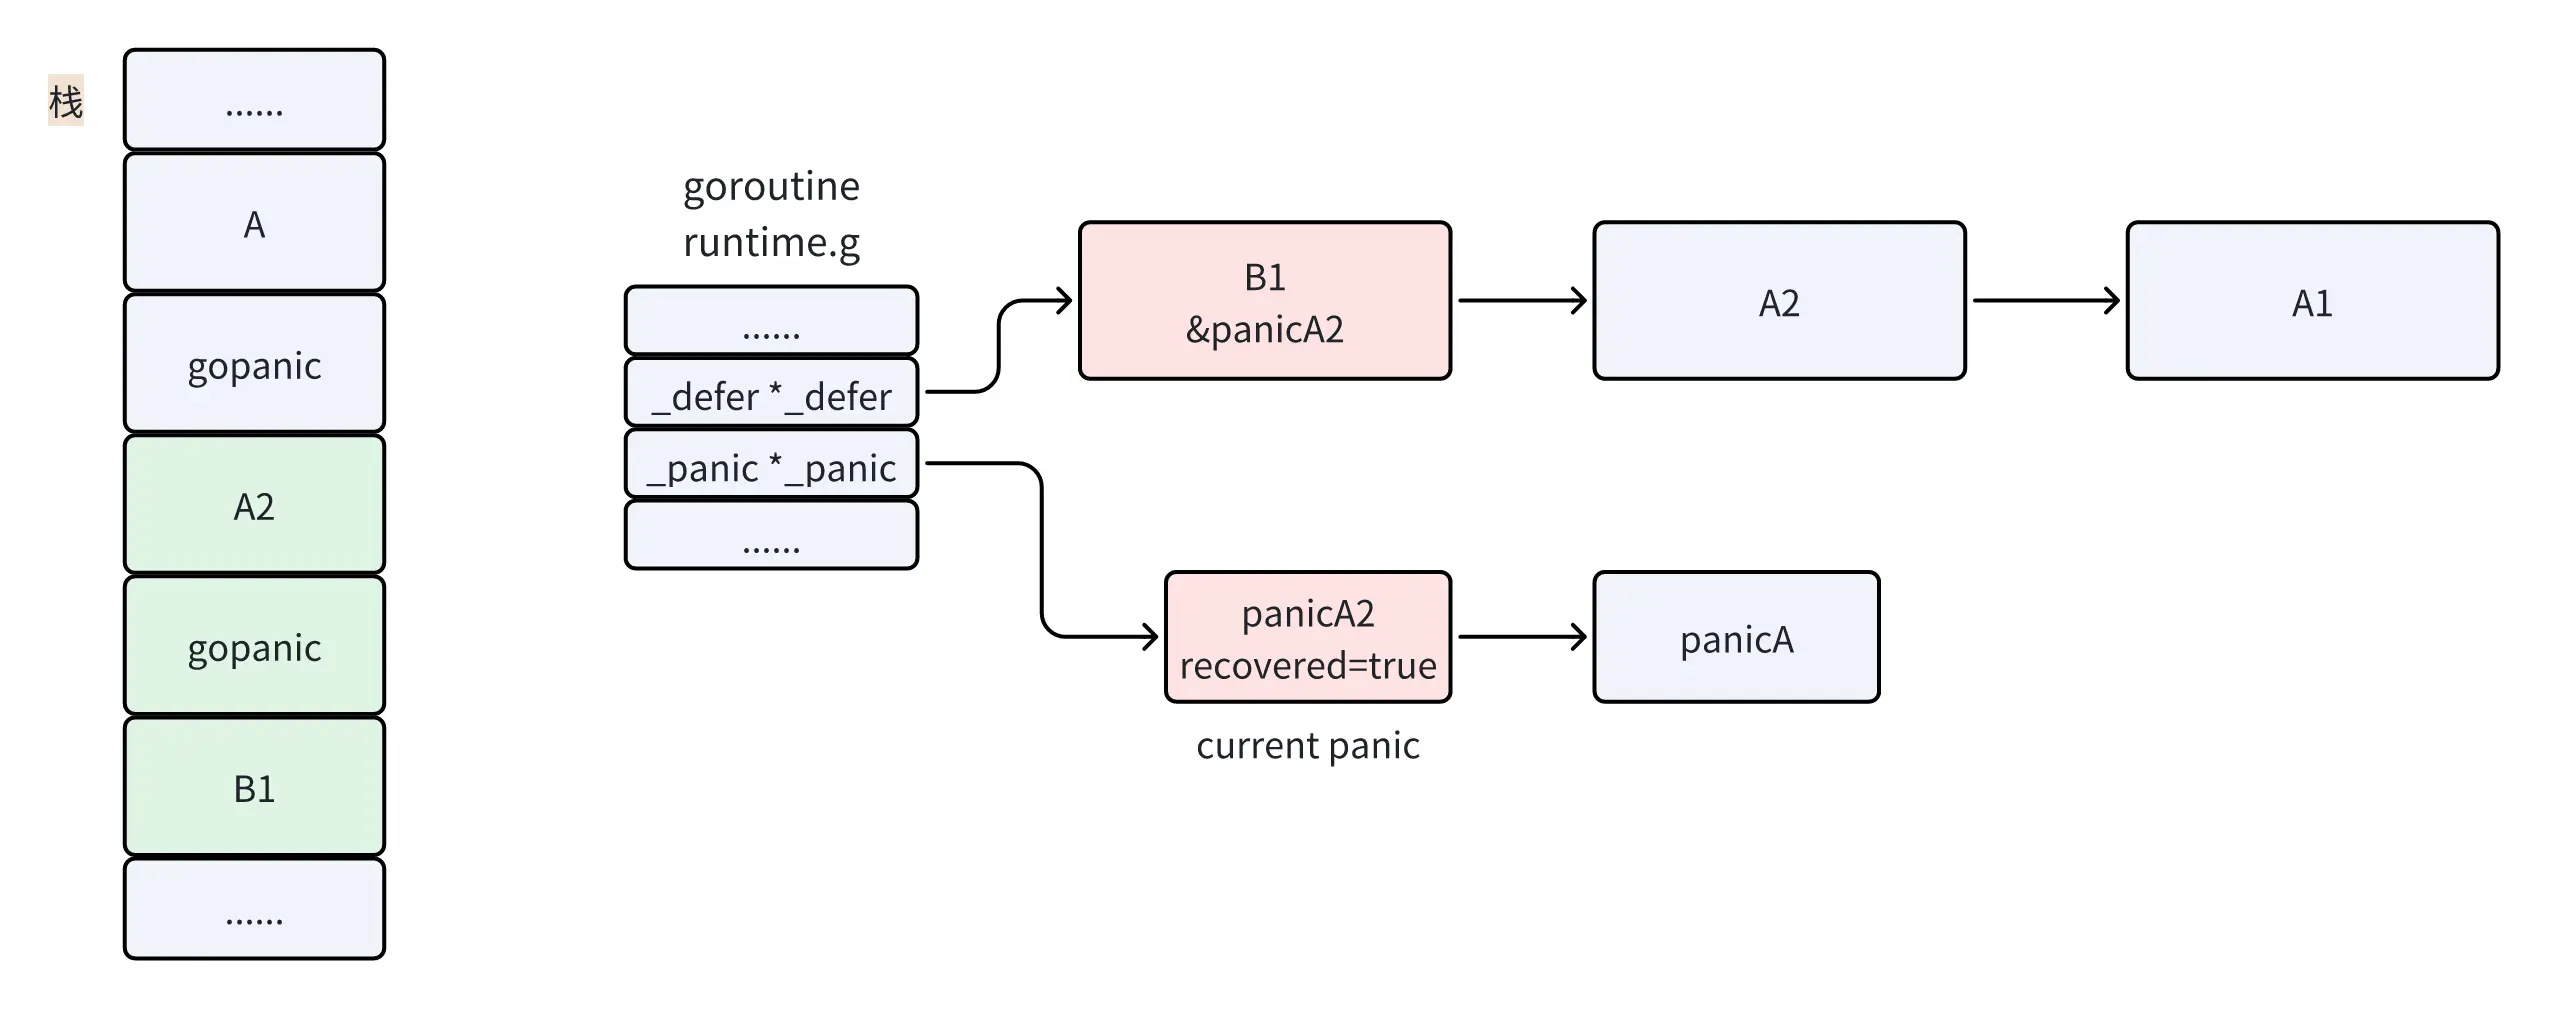 栈
......
A
gopanic
A2
gopanic
B1
......
goroutine
runtime.g
......
_defer *_defer
_panic *_panic
......
B1
&panicA2
A2
A1
panicA2
recovered=true
current panic
panicA